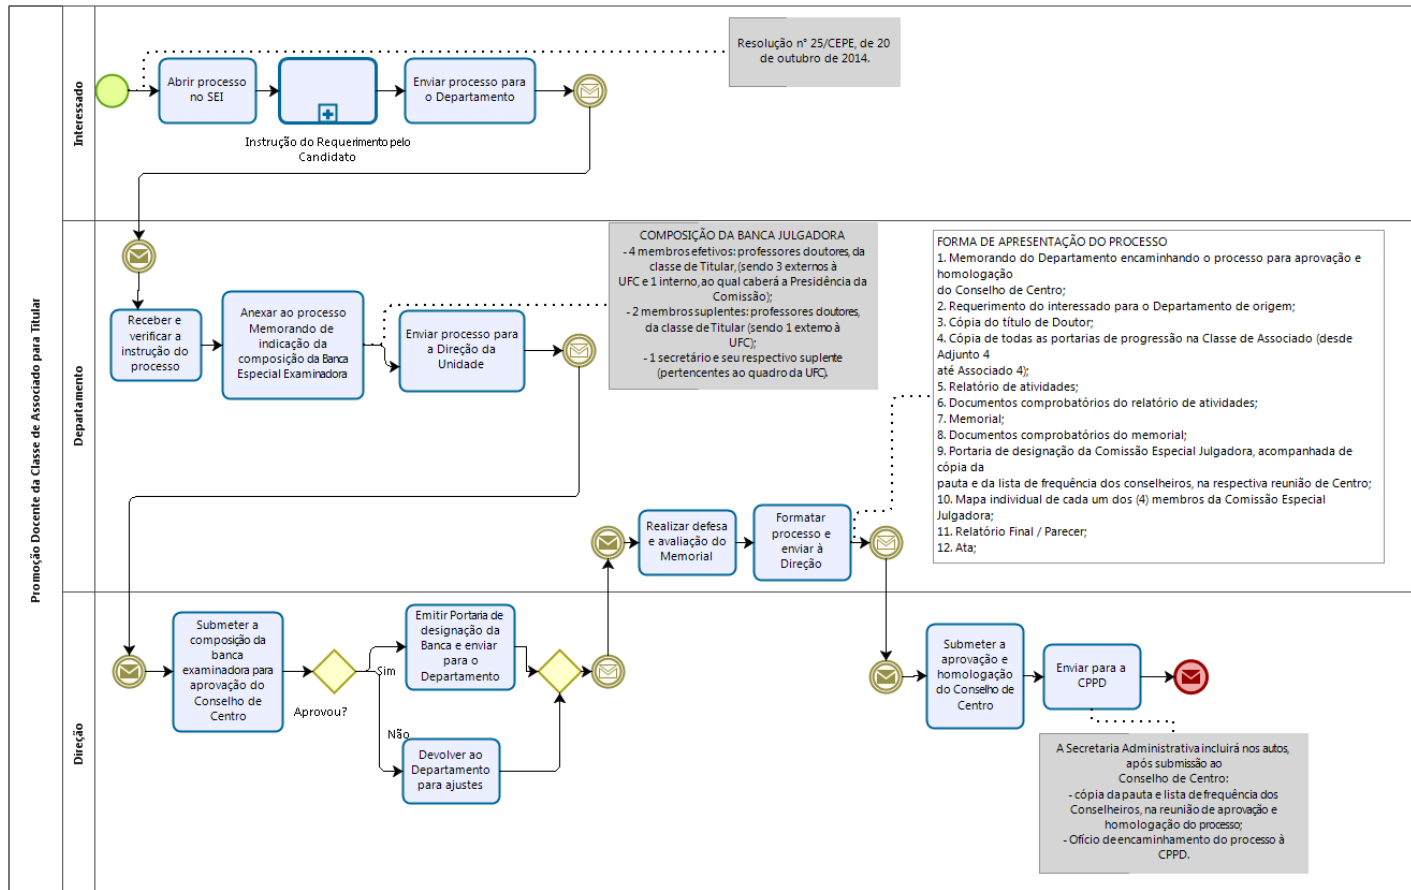 Promoção Docente da Classe de Associado para Titular
Interessado
Abrir processo
no SEI
Instrução do Requerimento pelo
Candidato
Enviar processo para
o Departamento
Resolução n° 25/CEPE, de 20
de outubro de 2014.
Departamento
Receber e
verificar a
instrução do
processo
Anexar ao processo
Memorando de
indicação da
composição da Banca
Especial Examinadora
Enviar processo para
a Direção da
Unidade
COMPOSIÇÃO DA BANCA JULGADORA
- 4 membros efetivos: professores doutores, da
classe de Titular, (sendo 3 externos à
UFC e 1 interno, ao qual caberá a Presidência da
Comissão);
- 2 membros suplentes: professores doutores,
da classe de Titular (sendo 1 externo à
UFC);
- 1 secretário e seu respectivo suplente
(pertencentes ao quadro da UFC).
FORMA DE APRESENTAÇÃO DO PROCESSO
1. Memorando do Departamento encaminhando o processo para aprovação e
homologação
do Conselho de Centro;
2. Requerimento do interessado para o Departamento de origem;
3. Cópia do título de Doutor;
4. Cópia de todas as portarias de progressão na Classe de Associado (desde
Adjunto 4
até Associado 4);
5. Relatório de atividades;
6. Documentos comprobatórios do relatório de atividades;
7. Memorial;
8. Documentos comprobatórios do memorial;
9. Portaria de designação da Comissão Especial Julgadora, acompanhada de
cópia da
pauta e da lista de frequência dos conselheiros, na respectiva reunião de Centro;
10. Mapa individual de cada um dos (4) membros da Comissão Especial
Julgadora;
11. Relatório Final / Parecer;
12. Ata;
Realizar defesa
e avaliação do
Memorial
Formatar
processo e
enviar à
Direção
Direção
Submeter a
composição da
banca
examinadora para
aprovação do
Conselho de
Centro
Aprovou?
Sim
Não
Emitir Portaria de
designação da
Banca e enviar
para o
Departamento
Devolver ao
Departamento
para ajustes
Submeter a
aprovação e
homologação
do Conselho de
Centro
Enviar para a
CPPD
A Secretaria Administrativa incluirá nos autos,
após submissão ao
Conselho de Centro:
- cópia da pauta e lista de frequência dos
Conselheiros, na reunião de aprovação e
homologação do processo;
- Ofício de encaminhamento do processo à
CPPD.